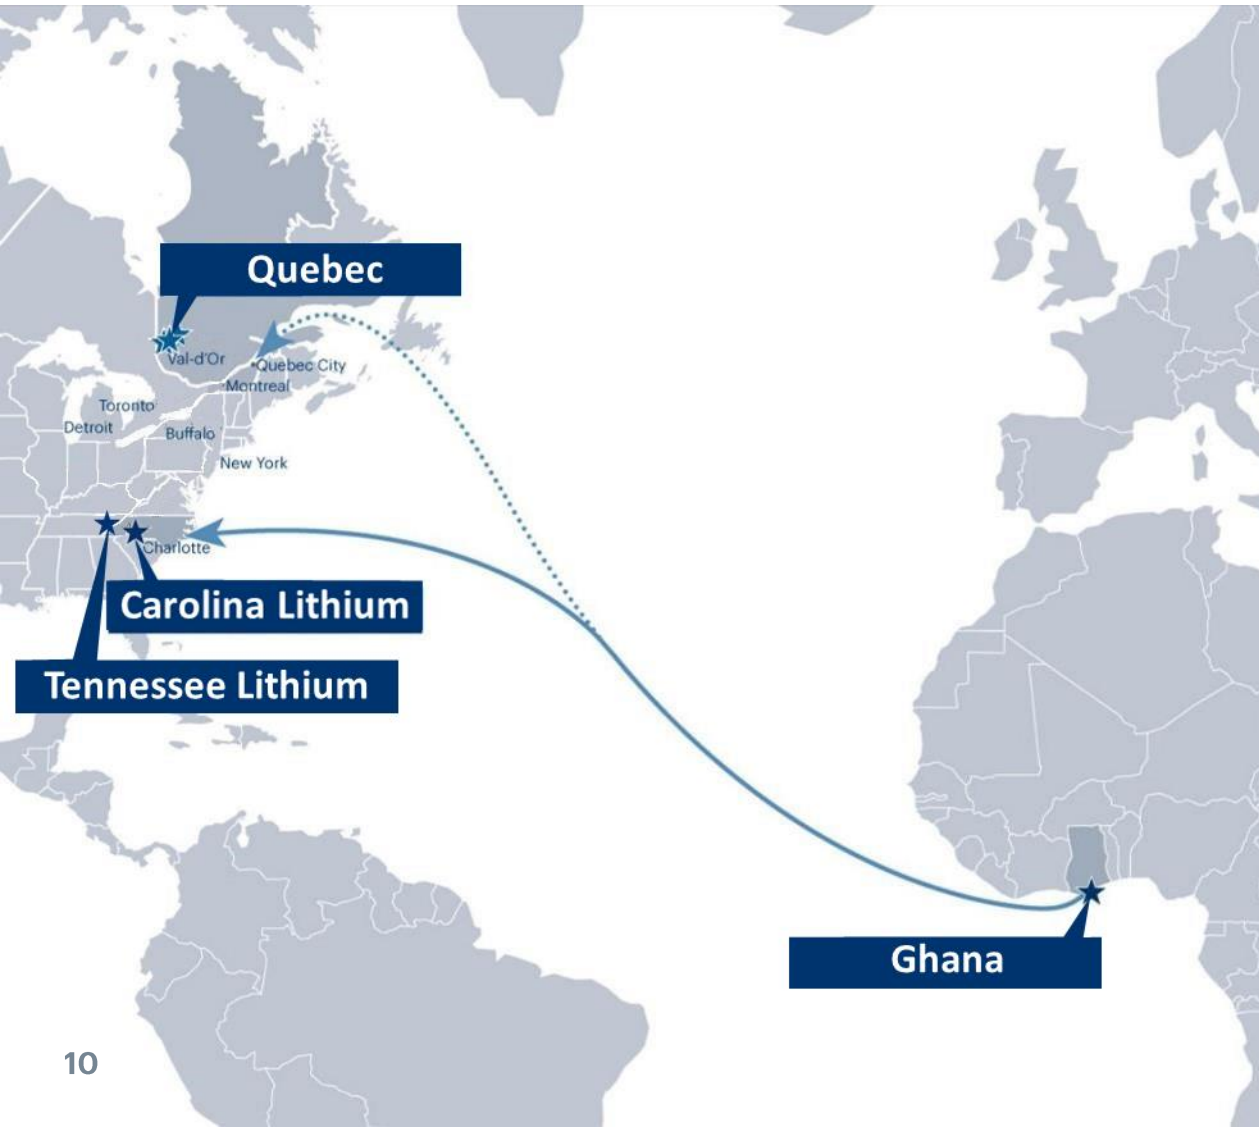 Quebec
Val-d'Or
Quebec City
Montreal
Toronto
Detroit
Buffalo
New York
Charlotte
Carolina Lithium
Tennessee Lithium
Ghana
10